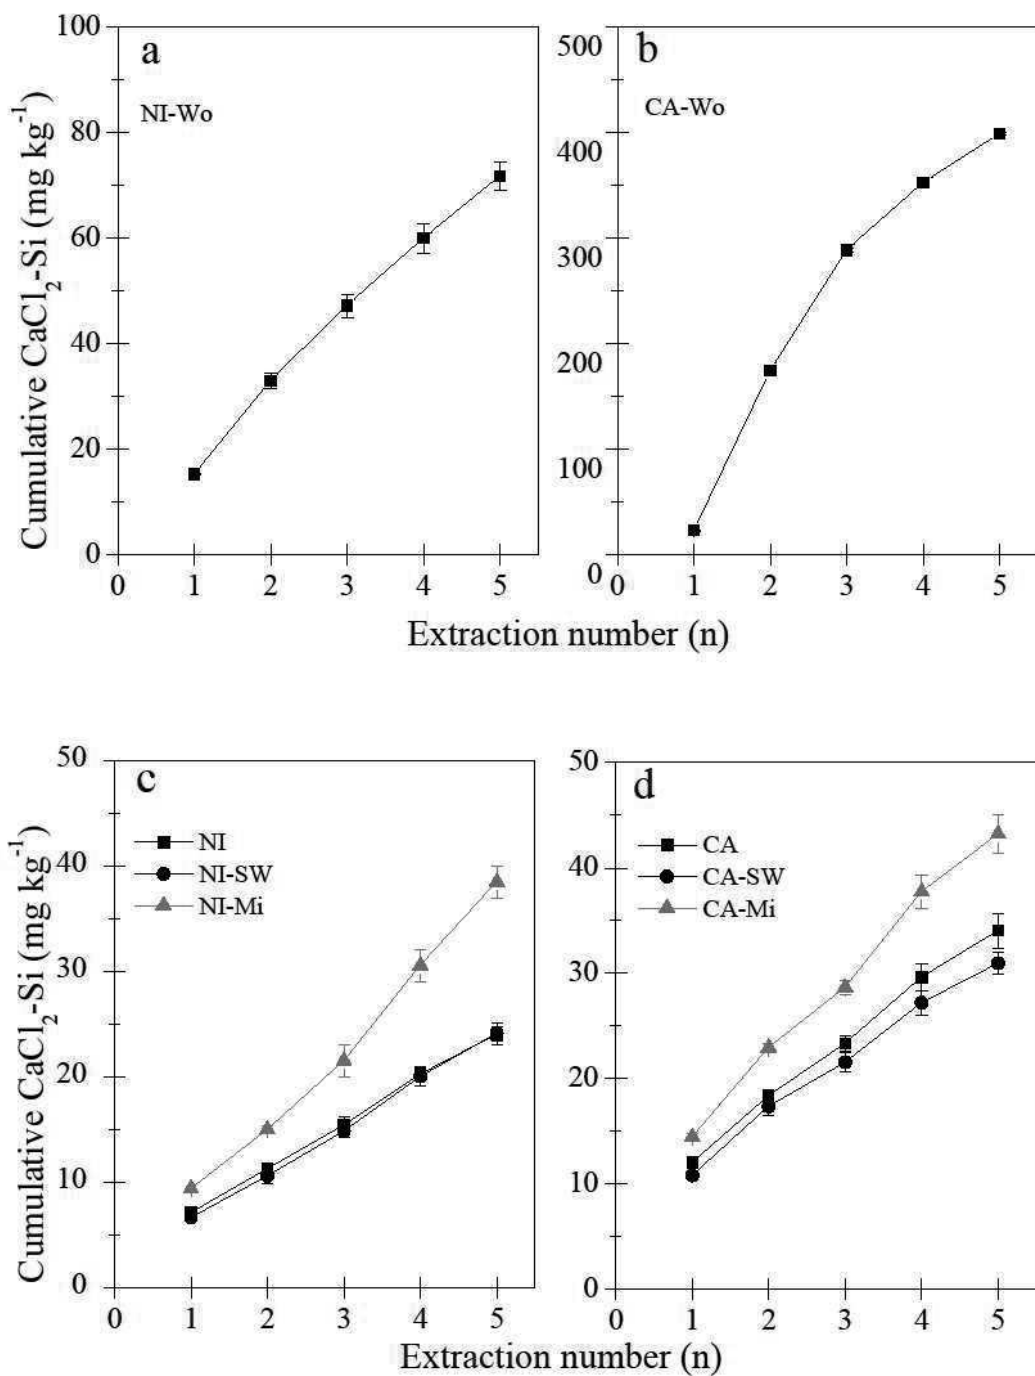 Cumulative CaCl₂-Si (mg kg⁻¹)
a
NI-Wo
100
80
60
40
20
0
0 1 2 3 4 5
b
CA-Wo
500
400
300
200
100
0
0 1 2 3 4 5
Extraction number (n)
Cumulative CaCl₂-Si (mg kg⁻¹)
c
NI
NI-SW
NI-Mi
50
40
30
20
10
0
0 1 2 3 4 5
d
CA
CA-SW
CA-Mi
50
40
30
20
10
0
0 1 2 3 4 5
Extraction number (n)